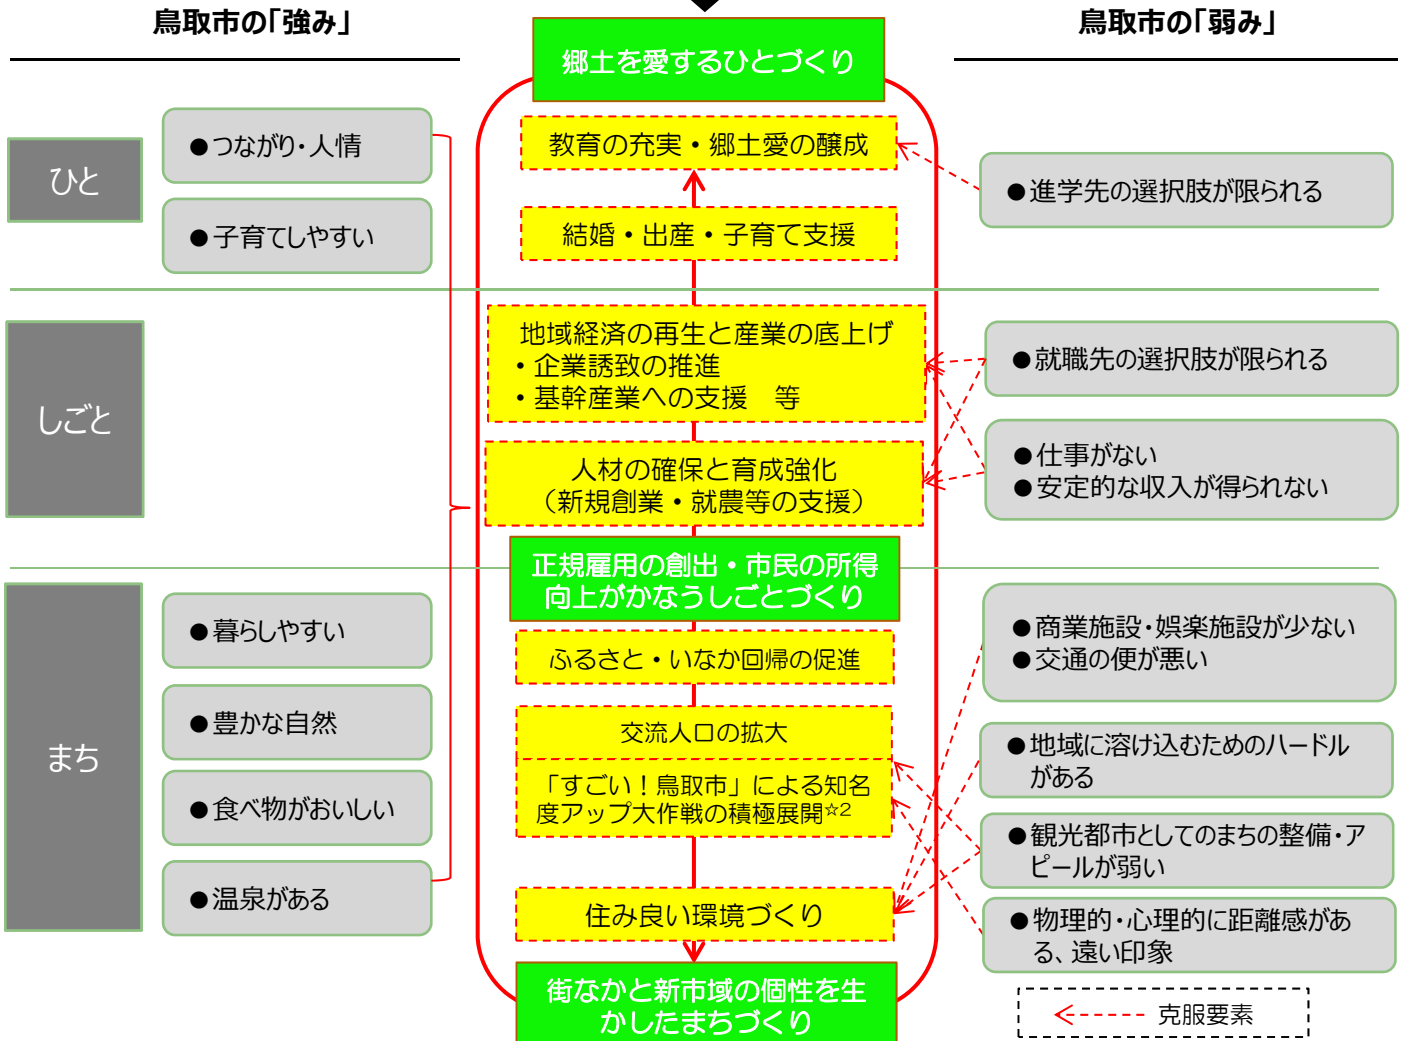 鳥取市の「強み」
鳥取市の「弱み」
郷土を愛するひとづくり
ひと
●つながり・人情
●子育てしやすい
教育の充実・郷土愛の醸成
結婚・出産・子育て支援
●進学先の選択肢が限られる
しごと
地域経済の再生と産業の底上げ
・企業誘致の推進
・基幹産業への支援　等
人材の確保と育成強化
（新規創業・就農等の支援）
●就職先の選択肢が限られる
●仕事がない
●安定的な収入が得られない
正規雇用の創出・市民の所得
向上がかなうしごとづくり
まち
●暮らしやすい
●豊かな自然
●食べ物がおいしい
●温泉がある
ふるさと・いなか回帰の促進
交流人口の拡大
「すごい！鳥取市」による知名
度アップ大作戦の積極展開☆2
住み良い環境づくり
●商業施設・娯楽施設が少ない
●交通の便が悪い
●地域に溶け込むためのハードル
がある
●観光都市としてのまちの整備・ア
ピールが弱い
●物理的・心理的に距離感があ
る、遠い印象
街なかと新市域の個性を生
かしたまちづくり
克服要素